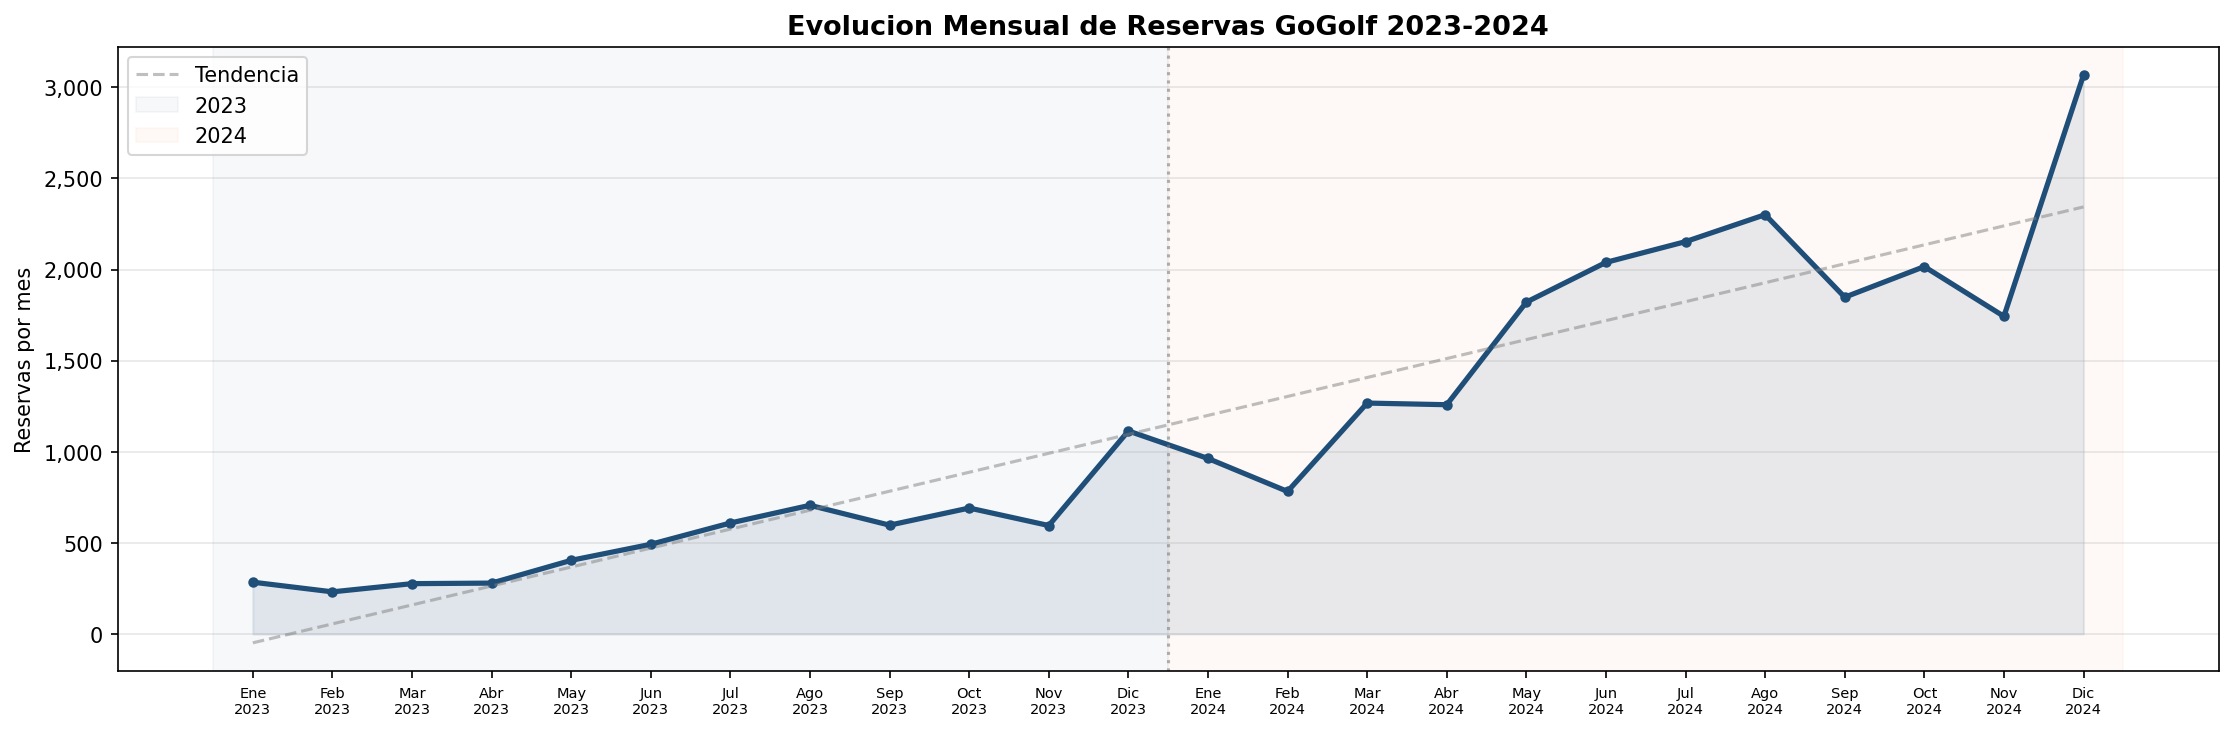 Evolucion Mensual de Reservas GoGolf 2023-2024
Tendencia
2023
2024
Reservas por mes
3,000
2,500
2,000
1,500
1,000
500
0
Ene Feb Mar Abr May Jun Jul Ago Sep Oct Nov Dic Ene Feb Mar Abr May Jun Jul Ago Sep Oct Nov Dic
2023 2023 2023 2023 2023 2023 2023 2023 2023 2023 2023 2023 2024 2024 2024 2024 2024 2024 2024 2024 2024 2024 2024 2024